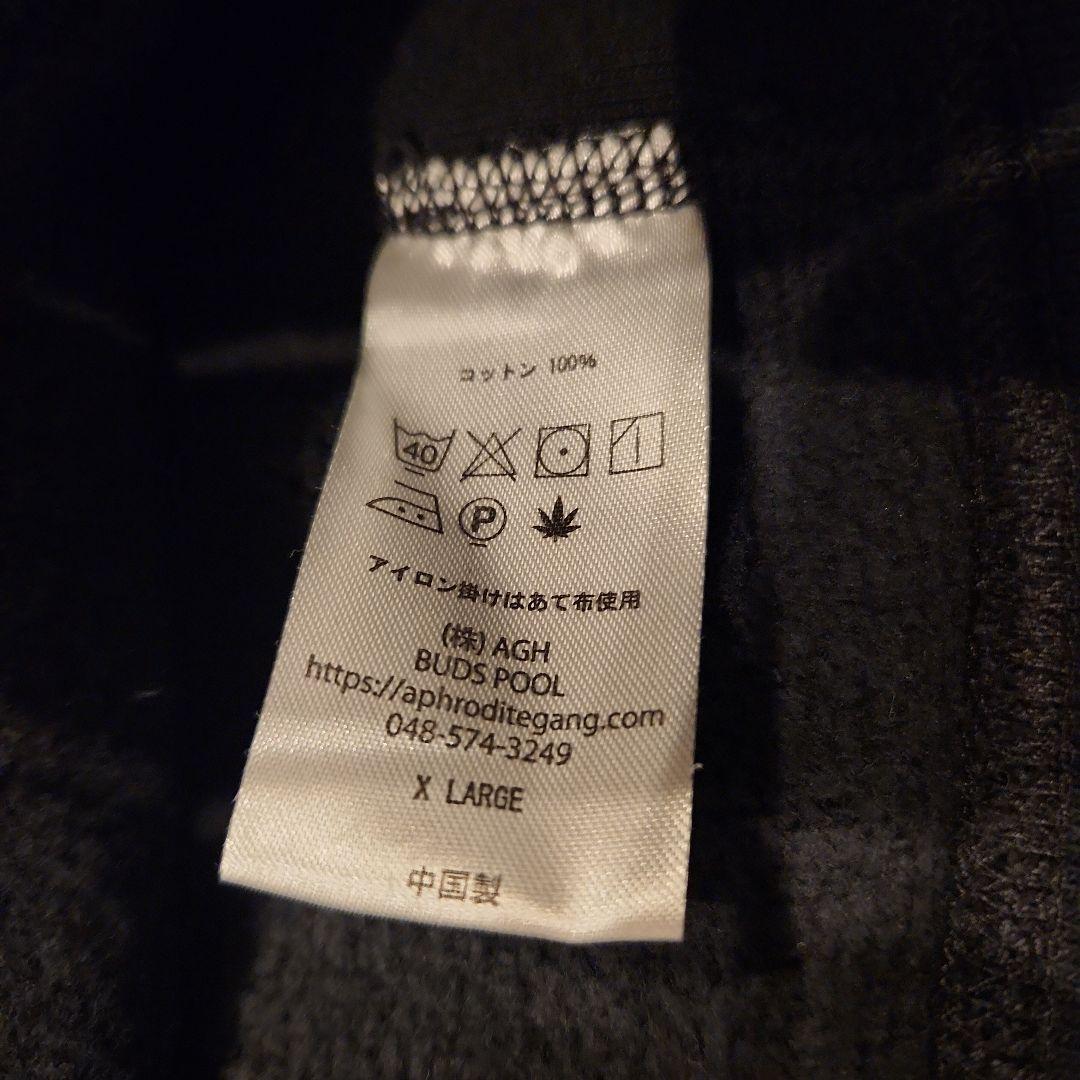 コットン 100%
40
P
アイロン掛けはあて布使用
(株) AGH
BUDS POOL
https://aphroditegang.com
048-574-3249
X LARGE
中国製